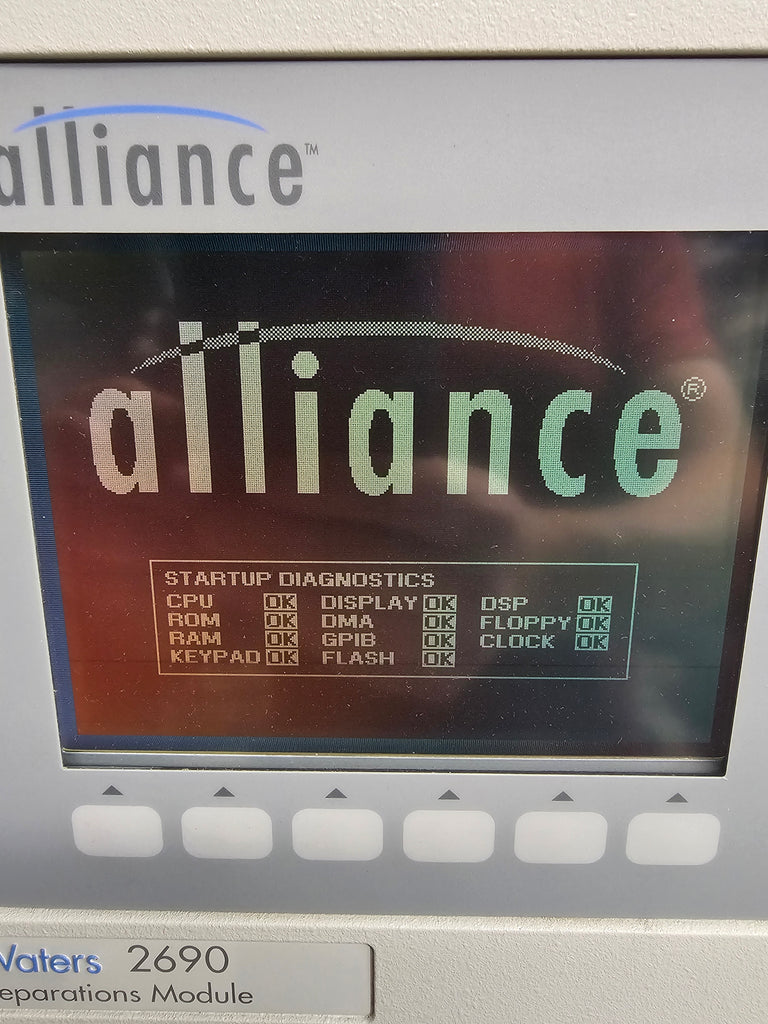 alliance™
alliance®
STARTUP DIAGNOSTICS
CPU OK DISPLAY OK DSP OK
ROM OK DMA OK FLOPPY OK
RAM OK GPIB OK CLOCK OK
KEYPAD OK FLASH OK
Waters 2690
eparations Module